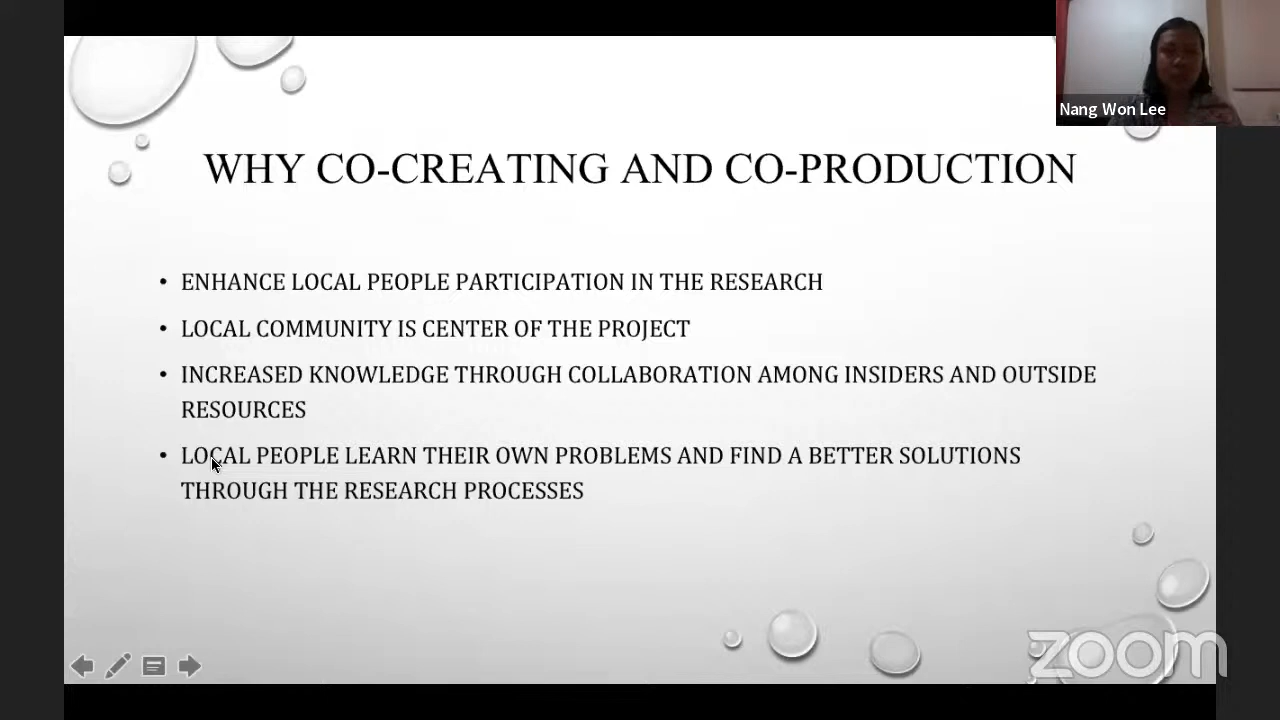 Nang Won Lee
WHY CO-CREATING AND CO-PRODUCTION
• ENHANCE LOCAL PEOPLE PARTICIPATION IN THE RESEARCH
• LOCAL COMMUNITY IS CENTER OF THE PROJECT
• INCREASED KNOWLEDGE THROUGH COLLABORATION AMONG INSIDERS AND OUTSIDE
RESOURCES
• LOCAL PEOPLE LEARN THEIR OWN PROBLEMS AND FIND A BETTER SOLUTIONS
THROUGH THE RESEARCH PROCESSES
zoom